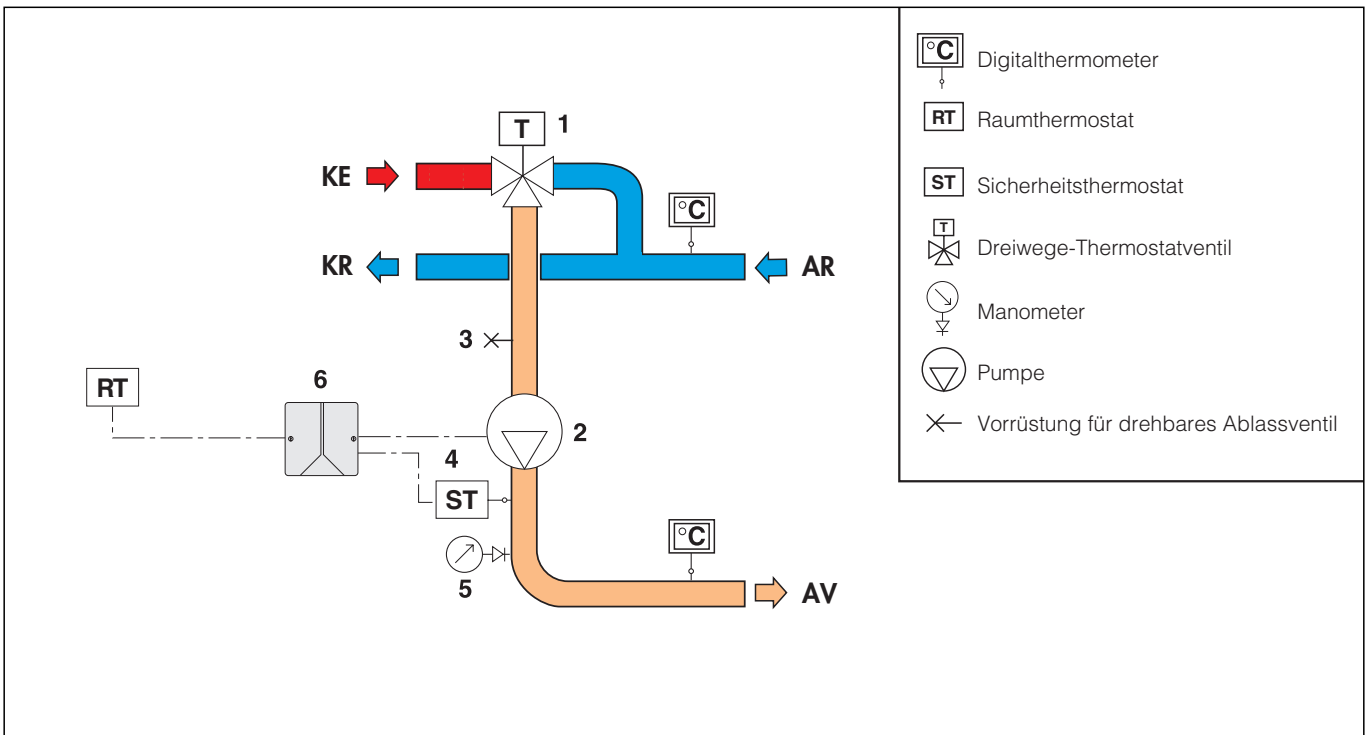 T 1
KE
°C
KR
AR
3
RT
6
2
4
ST
5
°C
AV
°C Digitalthermometer
RT Raumthermostat
ST Sicherheitsthermostat
T Dreiwege-Thermostatventil
Manometer
Pumpe
Vorrüstung für drehbares Ablassventil